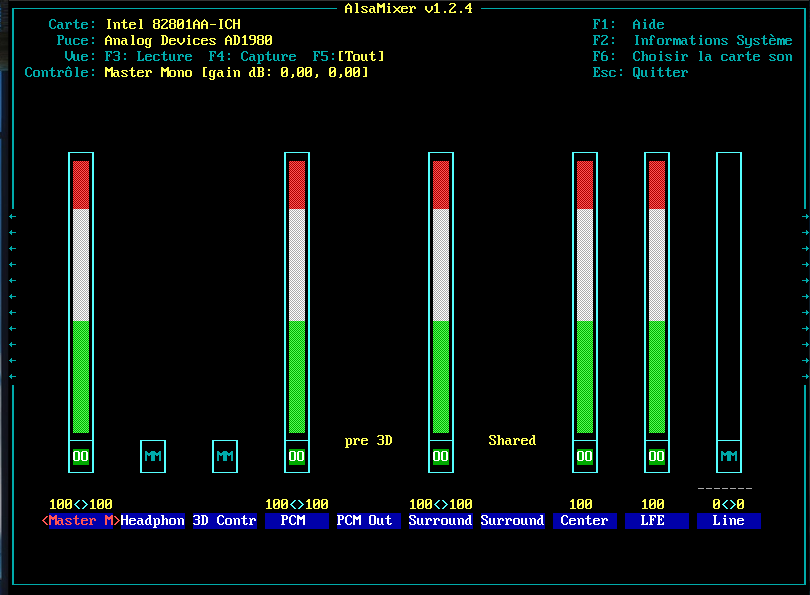 AlsaMixer v1.2.4
Carte: Intel 82801AA-ICH F1: Aide
Puce: Analog Devices AD1980 F2: Informations Système
Vue: F3: Lecture F4: Capture F5:[Tout] F6: Choisir la carte son
Contrôle: Master Mono [gain dB: 0,00, 0,00] Esc: Quitter
pre 3D Shared
OO MM MM OO OO OO OO MM
100<>100 100<>100 100<>100 100 100 0<>0
<Master M>Headphon 3D Contr PCM PCM Out Surround Surround Center LFE Line